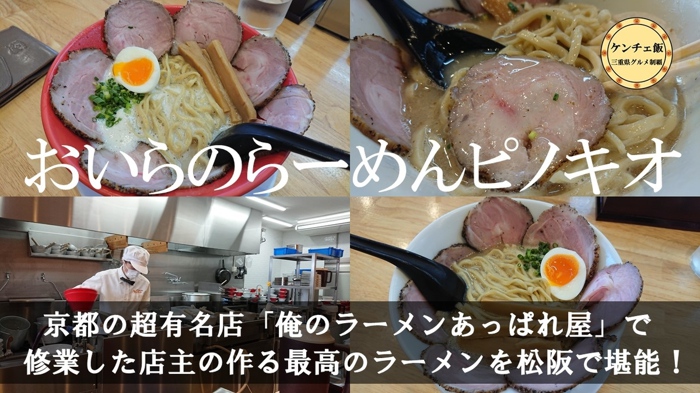 ケンチェ飯
三重県グルメ制覇
おいらのらーめんピノキオ
京都の超有名店「俺のラーメンあっぱれ屋」で
修業した店主の作る最高のラーメンを松阪で堪能！